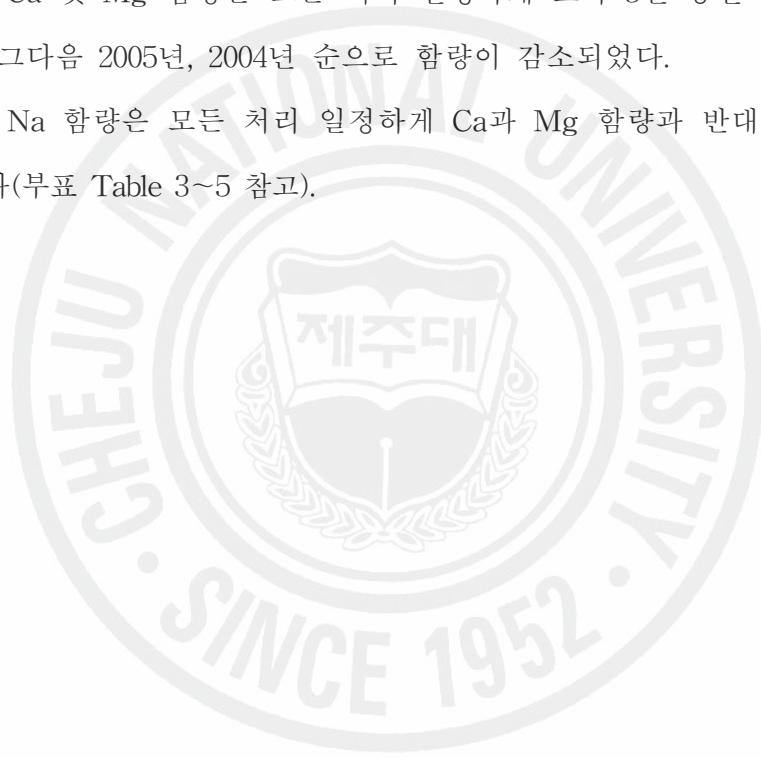 그다음 2005년, 2004년 순으로 함량이 감소되었다.
Na 함량은 모든 처리 일정하게 Ca과 Mg 함량과 반대
(부표 Table 3~5 참고).
CHEJU NATIONAL UNIVERSITY
제주대
SINCE 1952